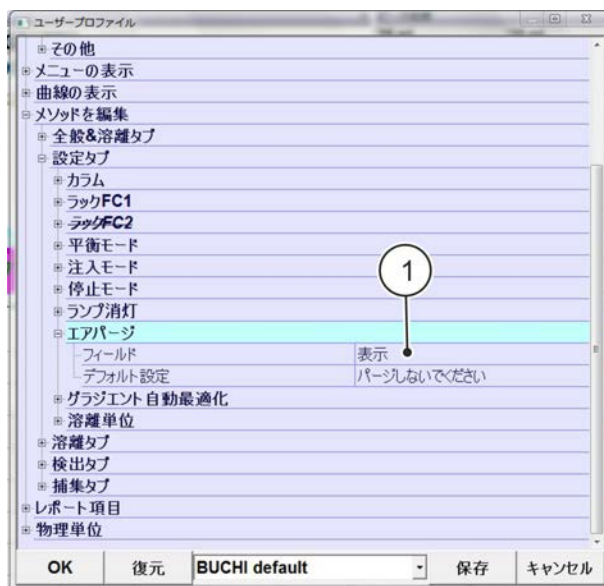 ユーザープロファイル
その他
メニューの表示
曲線の表示
メソッドを編集
全般&溶離タブ
設定タブ
カラム
ラックFC1
ラックFC2
平衡モード
注入モード
停止モード
ランプ消灯
エアパージ
フィールド 表示
デフォルト設定 パージしないでください
グラジエント自動最適化
溶離単位
溶離タブ
検出タブ
捕集タブ
レポート項目
物理単位
1
OK 復元 BUCHI default 保存 キャンセル